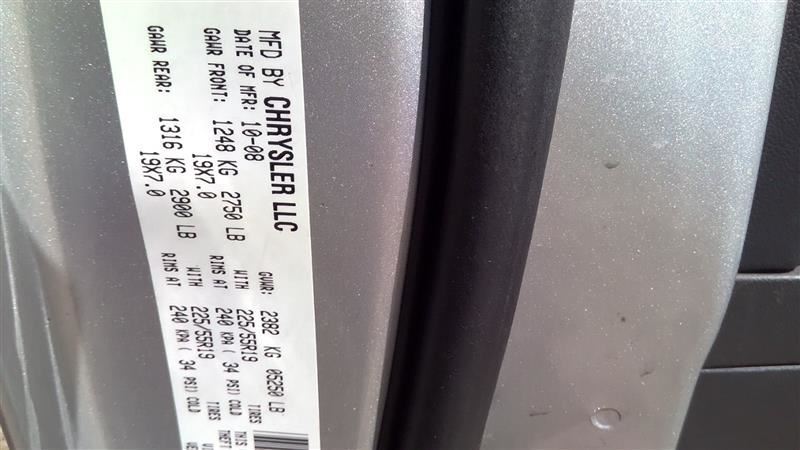 MFD BY CHRYSLER LLC
DATE OF MFR: 10-08 GVWR: 2382 KG 05250 LB
GAWR FRONT: 1248 KG 2750 LB WITH 225/55R19 TIRES THIS
19X7.0 RIMS AT 240 KPA ( 34 PSI) COLD THEFT
GAWR REAR: 1316 KG 2900 LB WITH 225/55R19 TIRES
19X7.0 RIMS AT 240 KPA ( 34 PSI) COLD